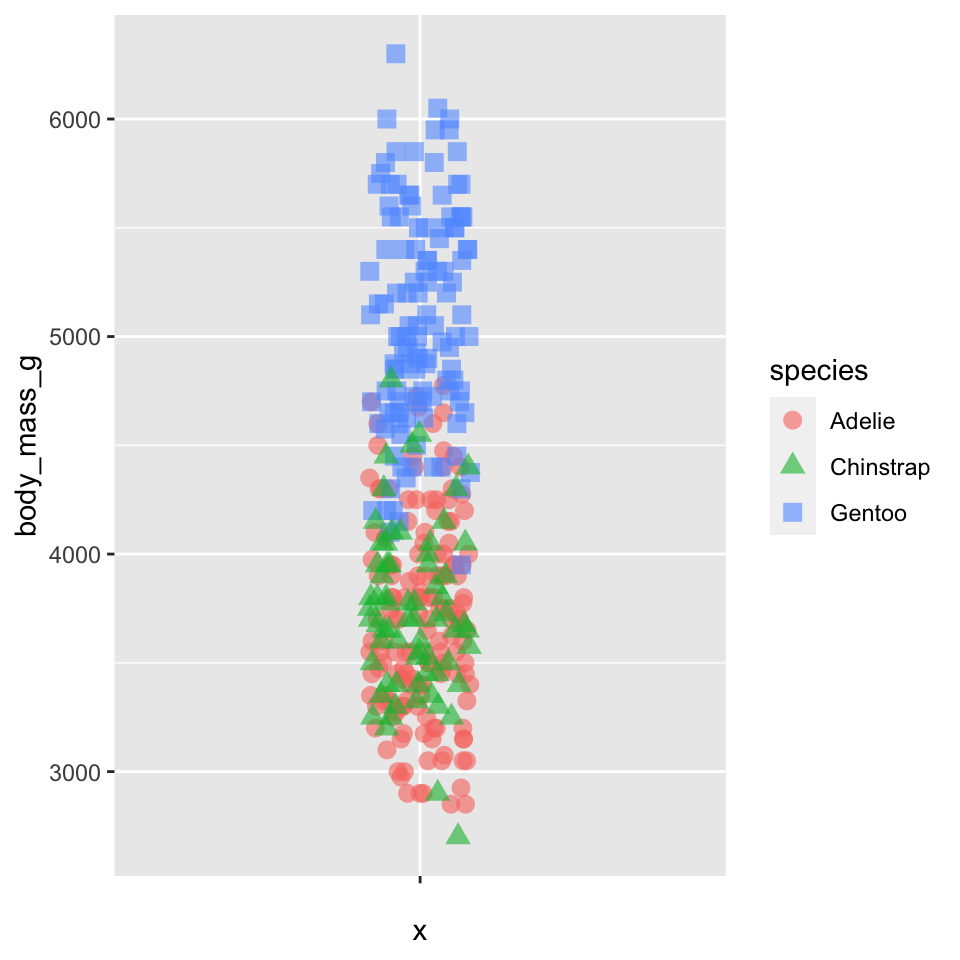 6000
5000
4000
3000
body_mass_g
x
species
Adelie
Chinstrap
Gentoo